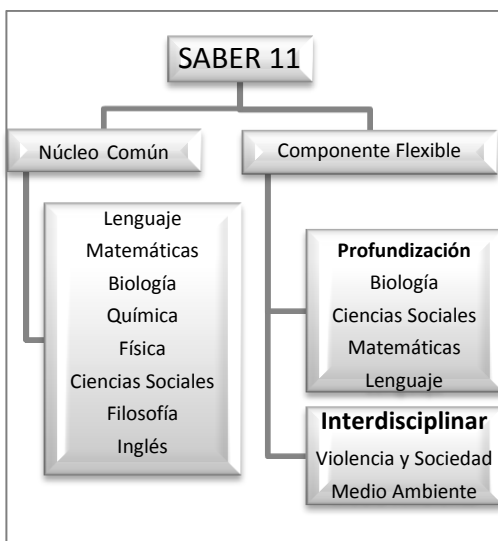 SABER 11
Núcleo Común
Lenguaje
Matemáticas
Biología
Química
Física
Ciencias Sociales
Filosofía
Inglés
Componente Flexible
Profundización
Biología
Ciencias Sociales
Matemáticas
Lenguaje
Interdisciplinar
Violencia y Sociedad
Medio Ambiente